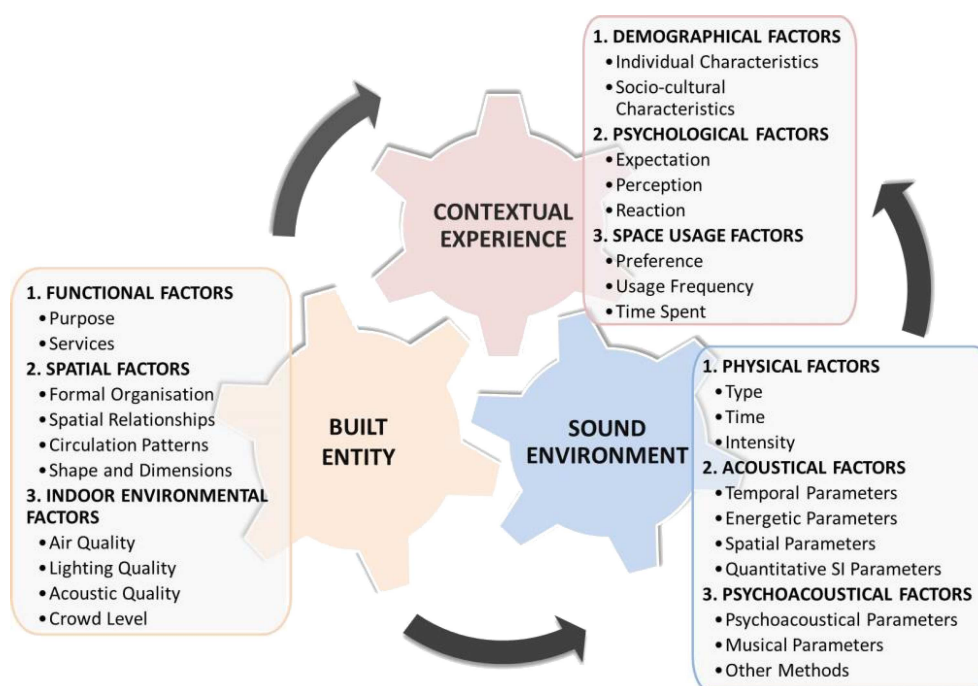 1. DEMOGRAPHICAL FACTORS
•Individual Characteristics
•Socio-cultural
Characteristics
2. PSYCHOLOGICAL FACTORS
•Expectation
•Perception
•Reaction
3. SPACE USAGE FACTORS
•Preference
•Usage Frequency
•Time Spent
CONTEXTUAL
EXPERIENCE
1. FUNCTIONAL FACTORS
•Purpose
•Services
2. SPATIAL FACTORS
•Formal Organisation
•Spatial Relationships
•Circulation Patterns
•Shape and Dimensions
3. INDOOR ENVIRONMENTAL
FACTORS
•Air Quality
•Lighting Quality
•Acoustic Quality
•Crowd Level
BUILT
ENTITY
SOUND
ENVIRONMENT
1. PHYSICAL FACTORS
•Type
•Time
•Intensity
2. ACOUSTICAL FACTORS
•Temporal Parameters
•Energetic Parameters
•Spatial Parameters
•Quantitative SI Parameters
3. PSYCHOACOUSTICAL FACTORS
•Psychoacoustical Parameters
•Musical Parameters
•Other Methods